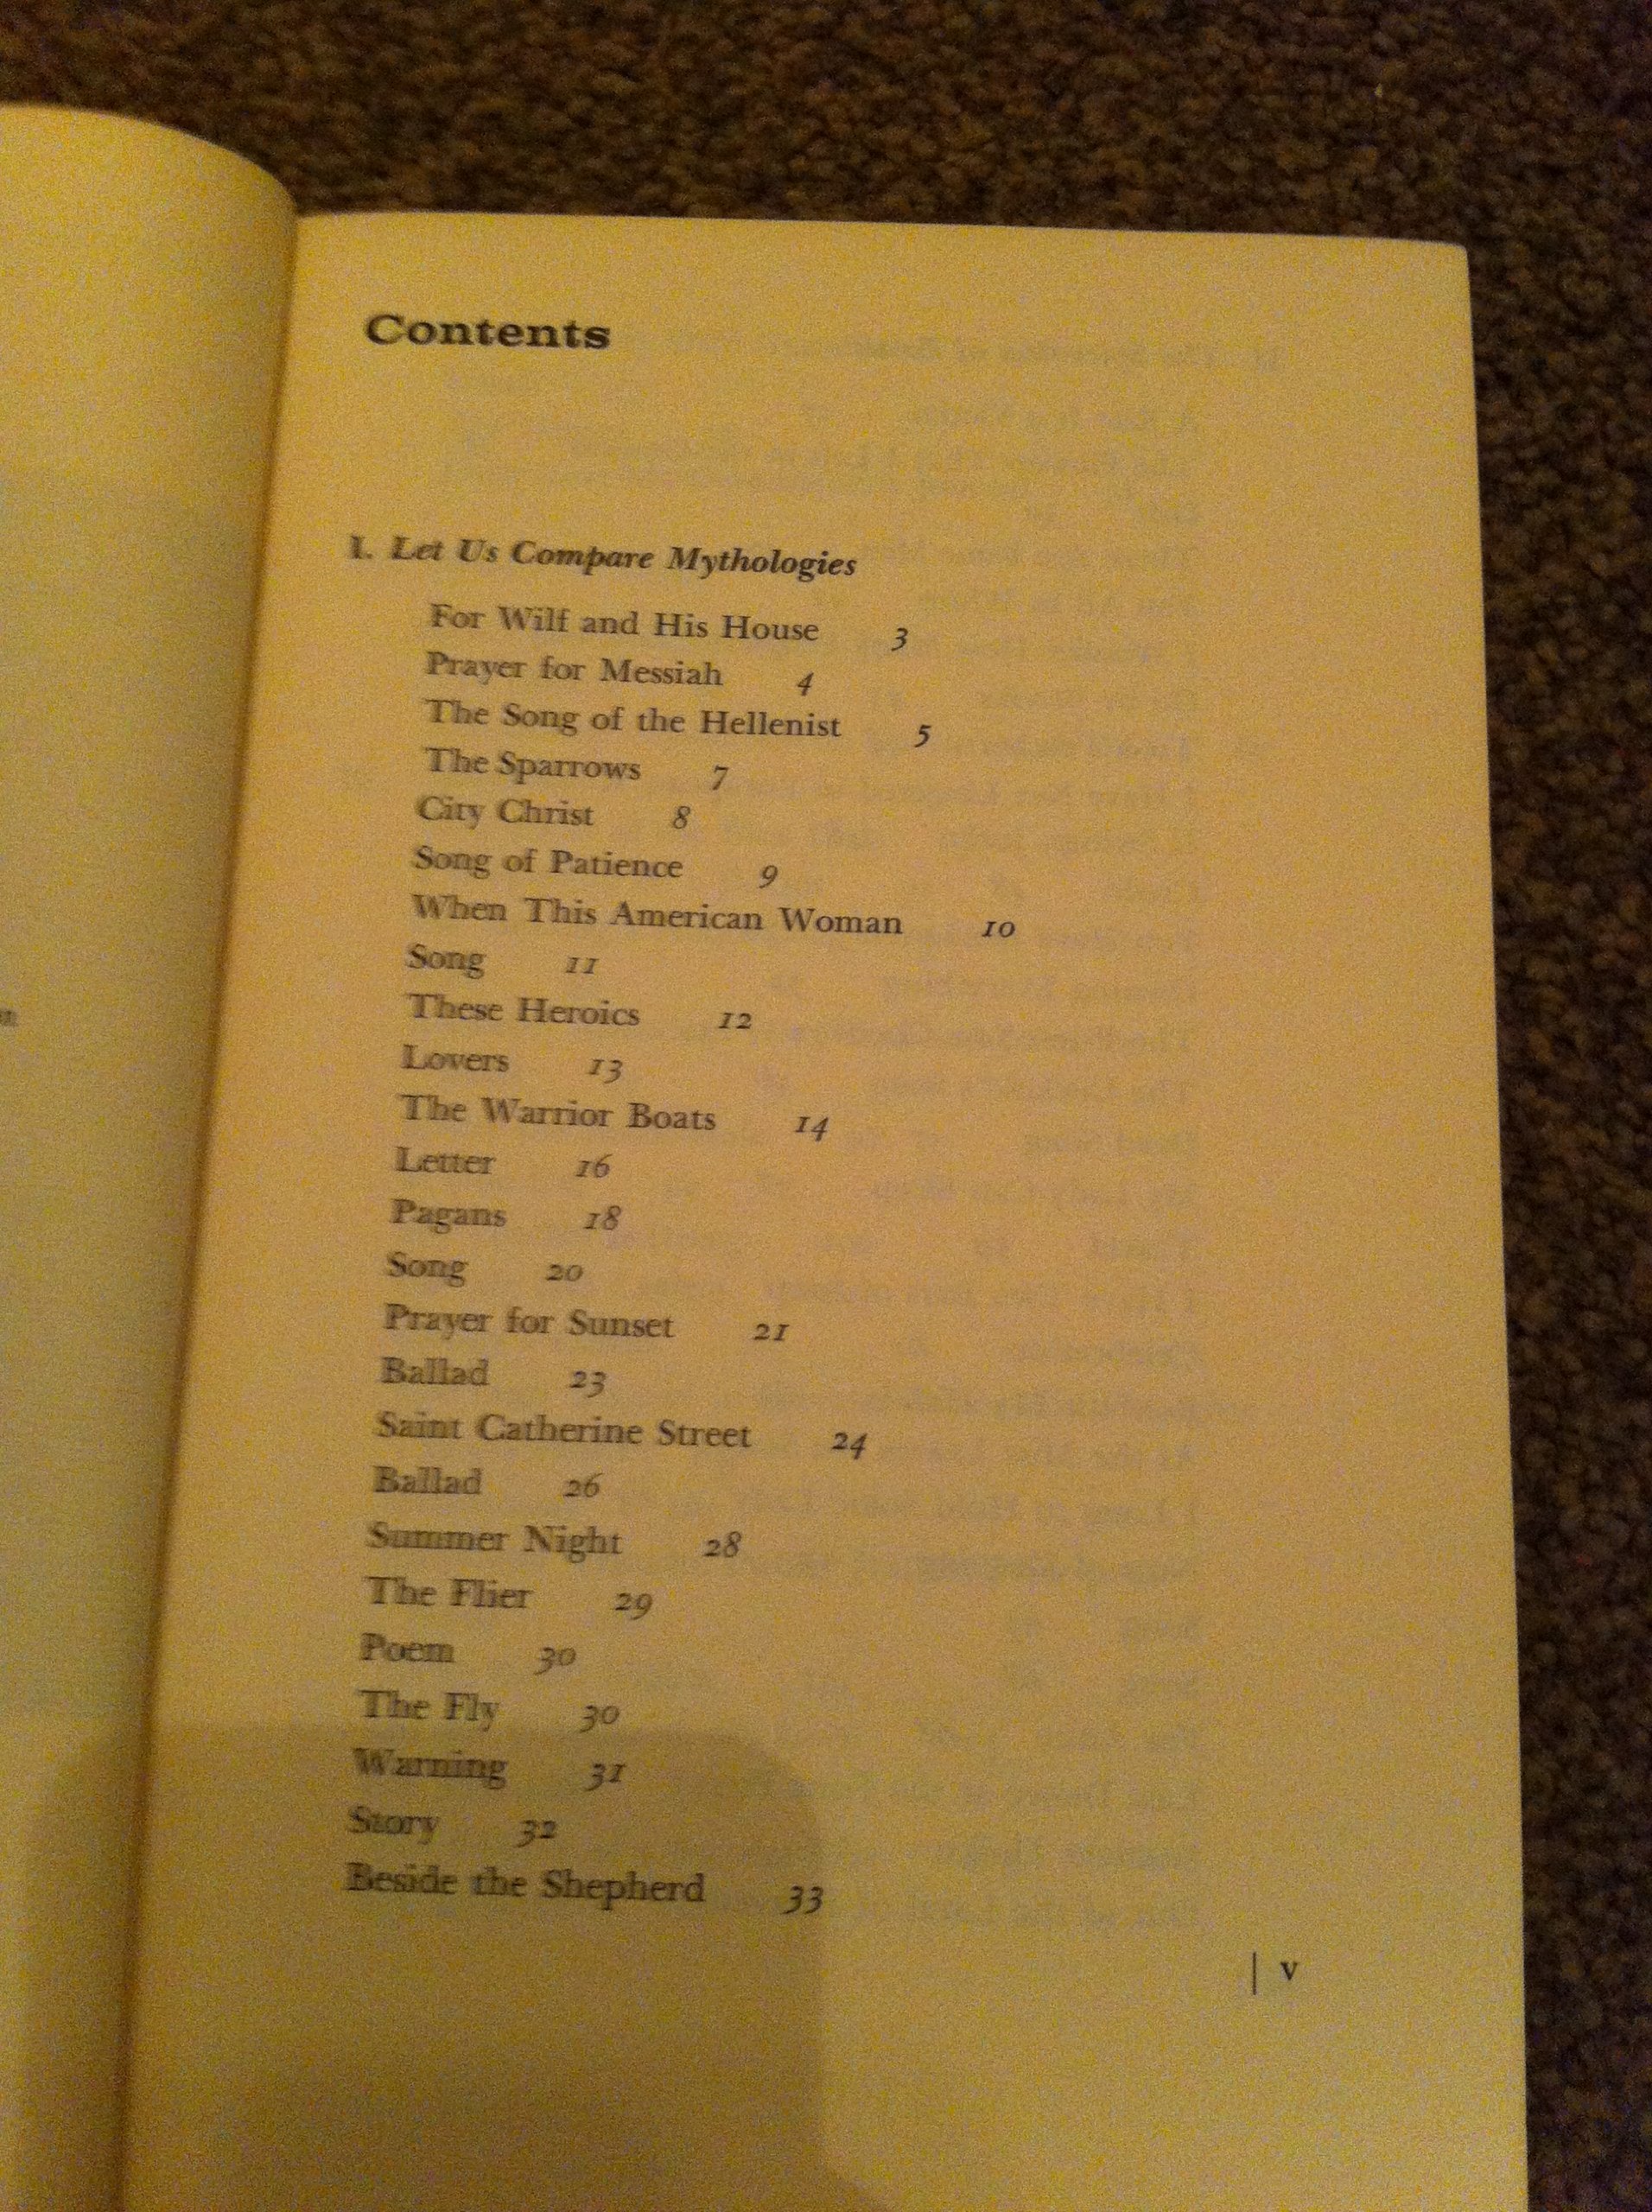 Contents
I. Let Us Compare Mythologies
For Wilf and His House 3
Prayer for Messiah 4
The Song of the Hellenist 5
The Sparrows 7
City Christ 8
Song of Patience 9
When This American Woman 10
Song 11
These Heroics 12
Lovers 13
The Warrior Boats 14
Letter 16
Pagans 18
Song 20
Prayer for Sunset 21
Ballad 23
Saint Catherine Street 24
Ballad 26
Summer Night 28
The Flier 29
Poem 30
The Fly 30
Warning 31
Story 32
Beside the Shepherd 33
| v